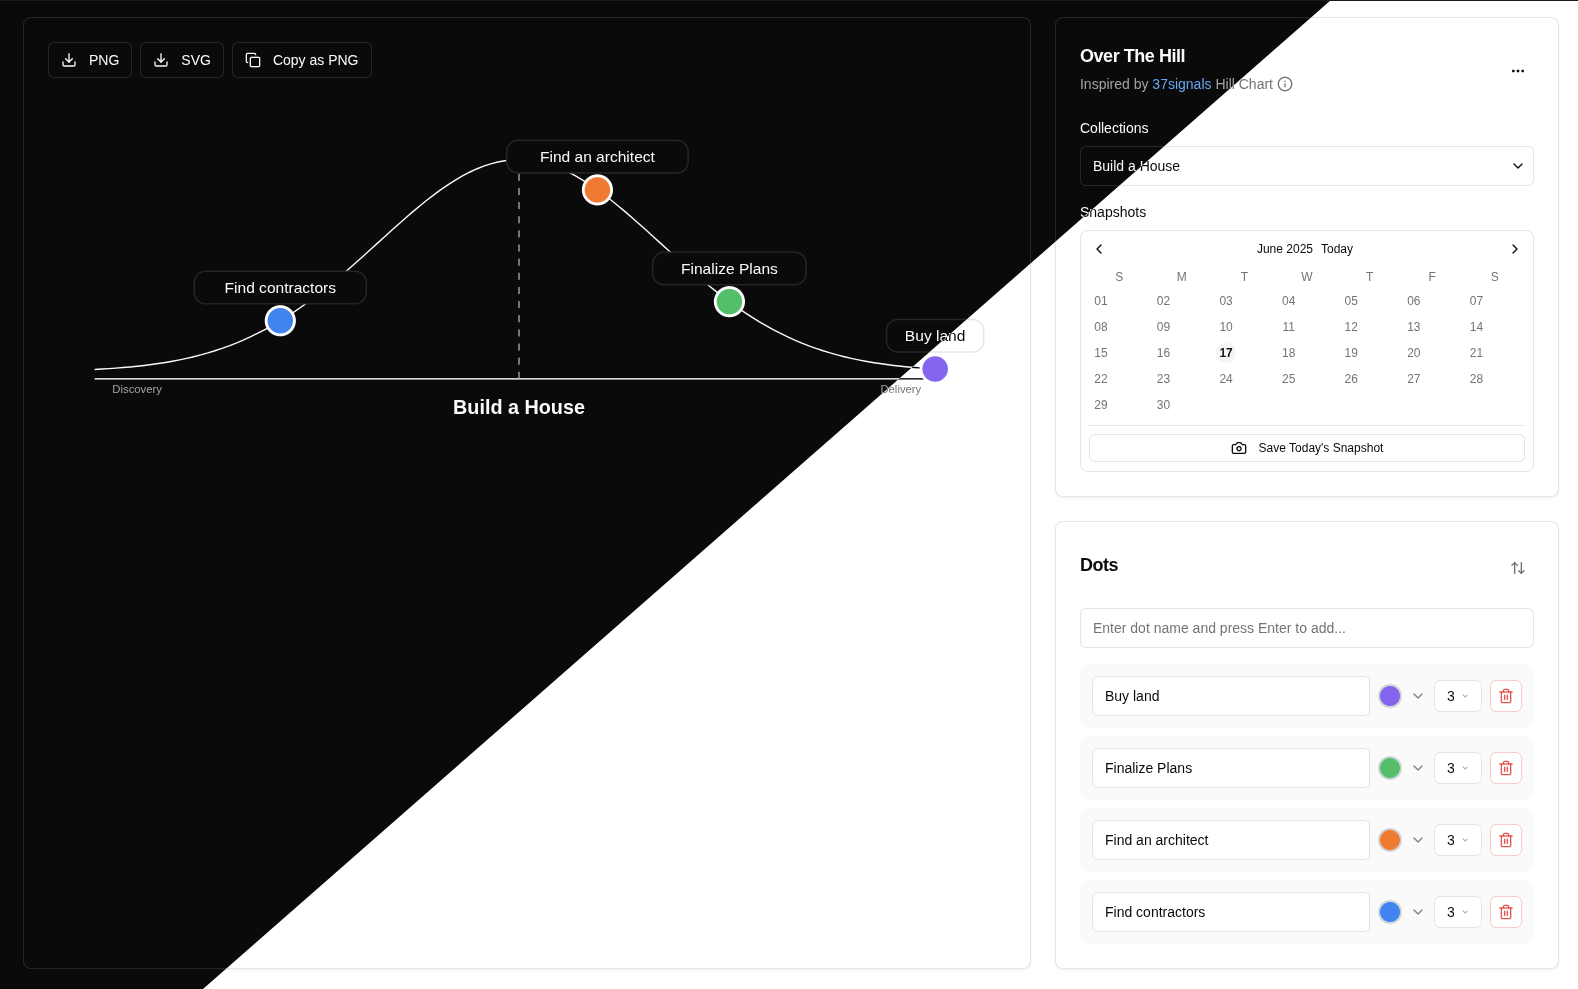 PNG
SVG
Copy as PNG
Find an architect
Finalize Plans
Find contractors
Buy land
Discovery
Delivery
Build a House
Over The Hill
Inspired by 37signals Hill Chart
Collections
Build a House
Snapshots
June 2025 Today
S M T W T F S
01 02 03 04 05 06 07
08 09 10 11 12 13 14
15 16 17 18 19 20 21
22 23 24 25 26 27 28
29 30
Save Today's Snapshot
Dots
Enter dot name and press Enter to add...
Buy land 3
Finalize Plans 3
Find an architect 3
Find contractors 3